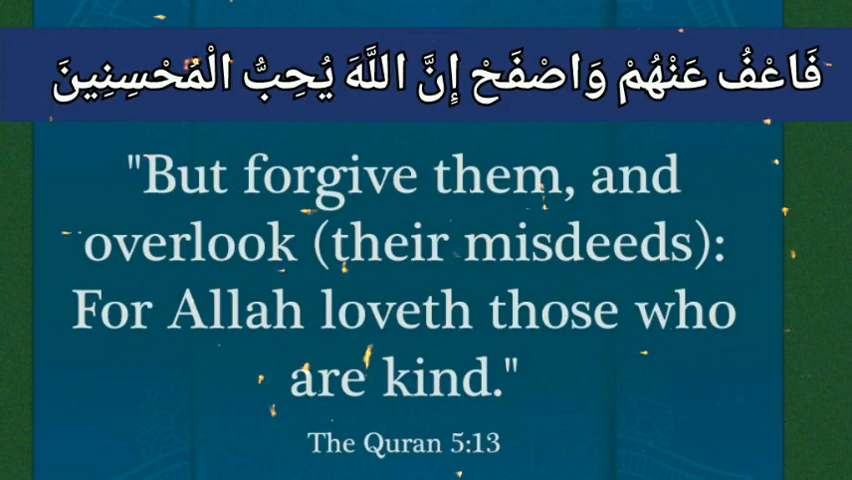 فَاعْفُ عَنْهُمْ وَاصْفَحْ إِنَّ اللَّهَ يُحِبُّ الْمُحْسِنِينَ
"But forgive them, and
overlook (their misdeeds):
For Allah loveth those who
are kind."
The Quran 5:13